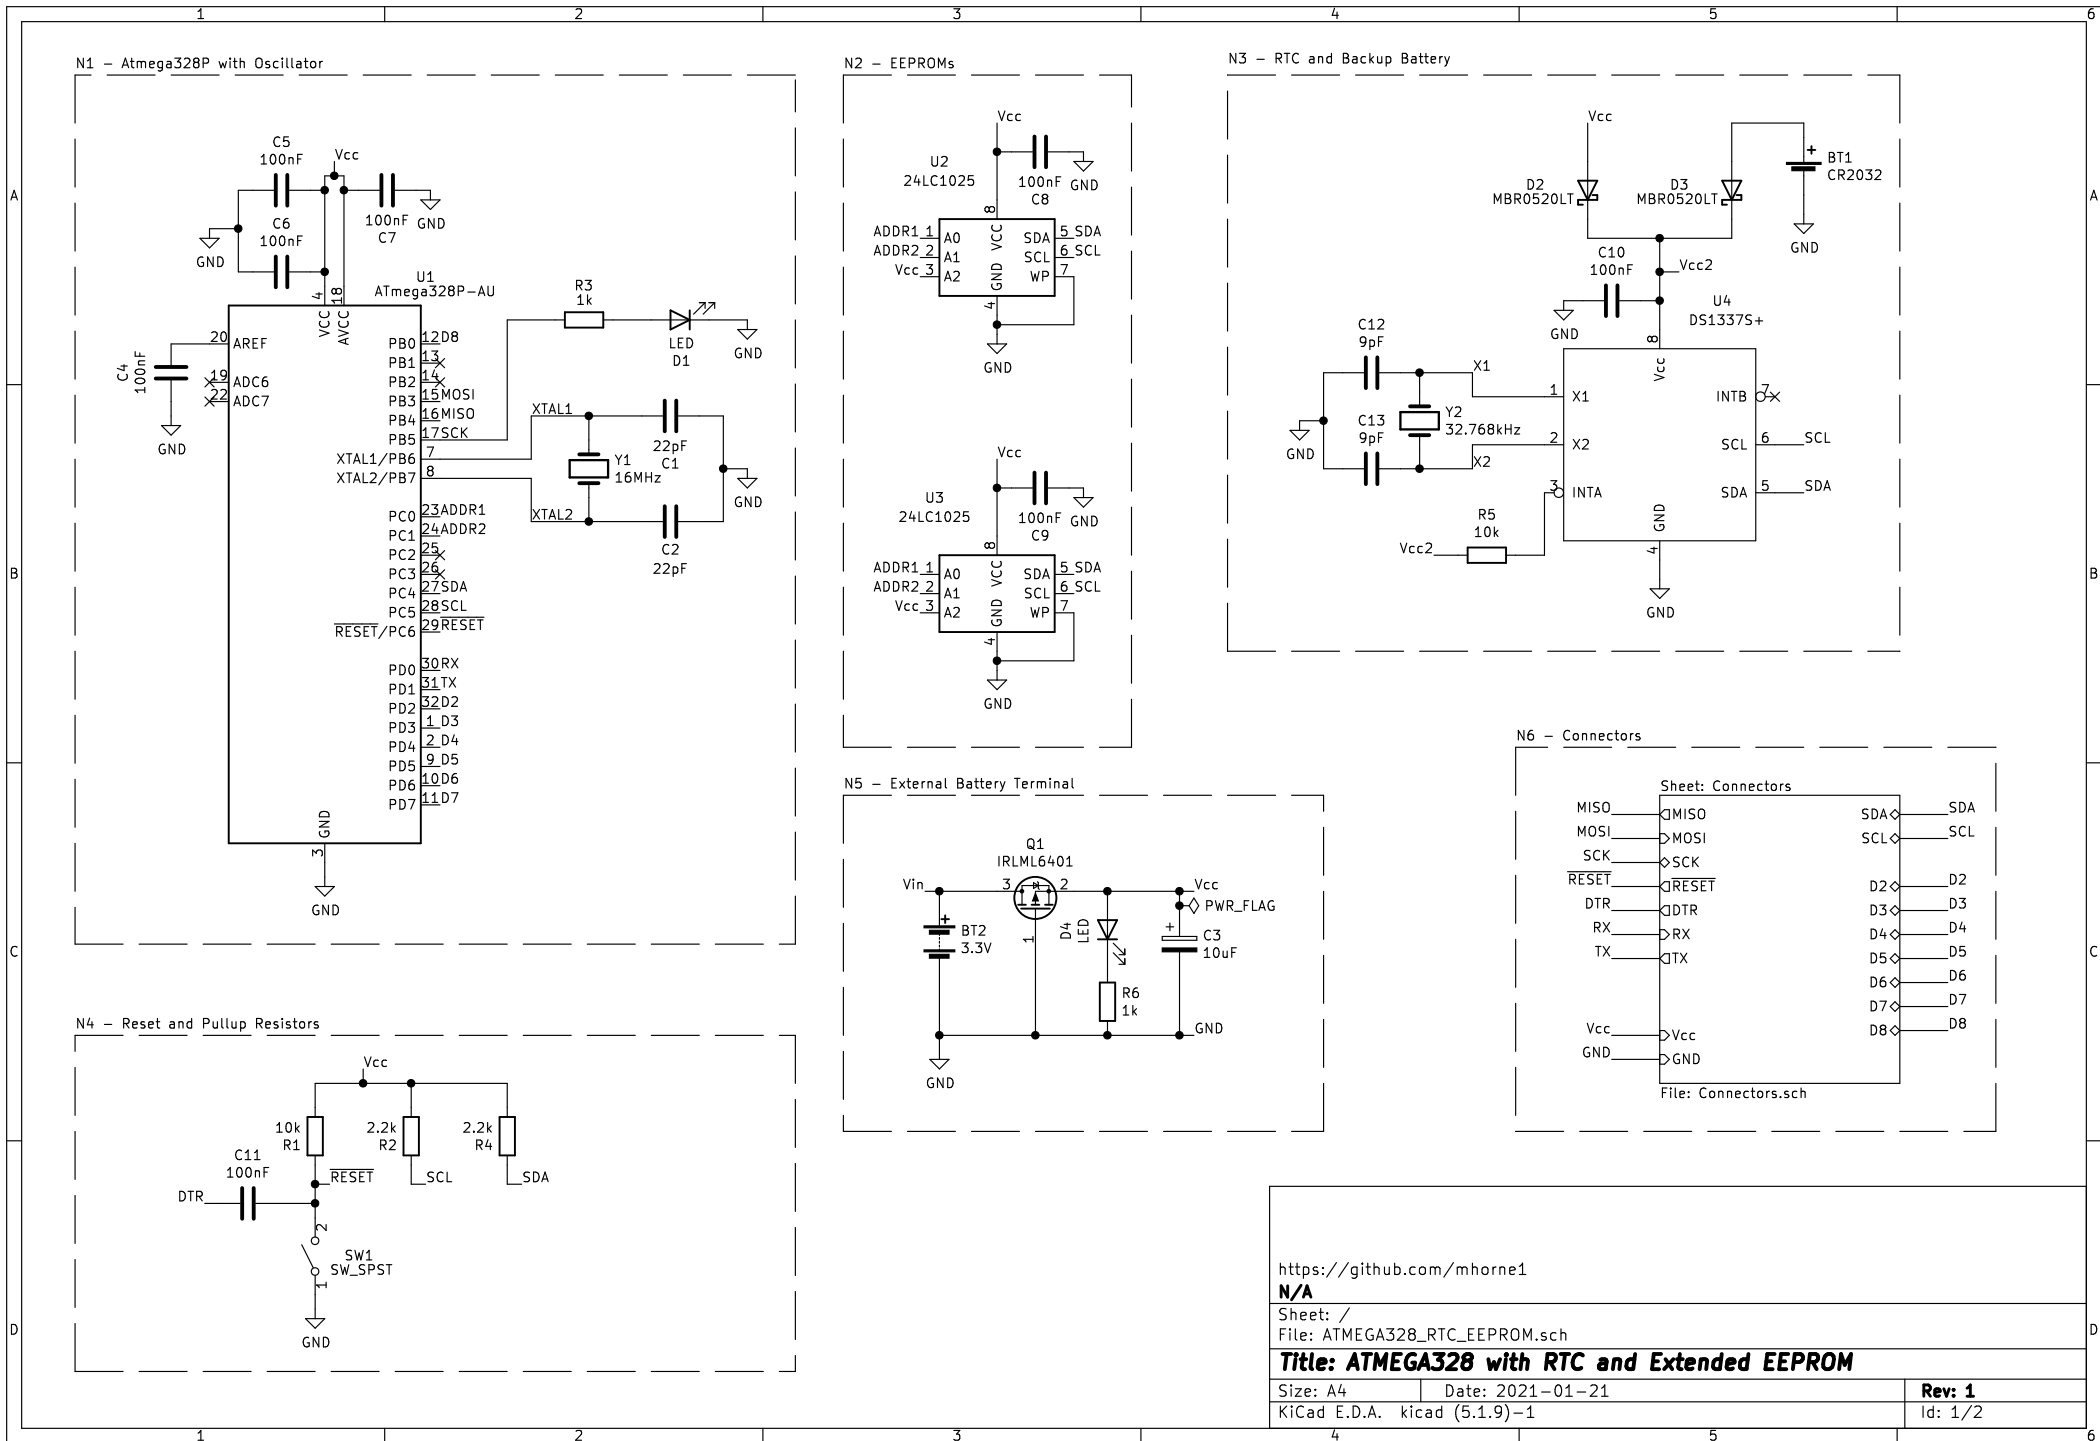 1 2 3 4 5 6
A
B
C
D
N1 - Atmega328P with Oscillator
C5
100nF
Vcc
C6
100nF
100nF
C7
GND
GND
U1
ATmega328P-AU
4
18
VCC
AVCC
20 AREF
C4
100nF
19 ADC6
22 ADC7
GND
PB0 12 D8
PB1 13
PB2 14
PB3 15 MOSI
PB4 16 MISO
PB5 17 SCK
XTAL1/PB6 7
XTAL2/PB7 8
PC0 23 ADDR1
PC1 24 ADDR2
PC2 25
PC3 26
PC4 27 SDA
PC5 28 SCL
RESET/PC6 29 RESET
PD0 30 RX
PD1 31 TX
PD2 32 D2
PD3 1 D3
PD4 2 D4
PD5 9 D5
PD6 10 D6
PD7 11 D7
GND
3
GND
R3
1k
LED
D1
GND
XTAL1
22pF
C1
Y1
16MHz
GND
XTAL2
C2
22pF
N2 - EEPROMs
Vcc
U2
24LC1025
100nF
C8
GND
8
ADDR1 1 A0
ADDR2 2 A1
Vcc 3 A2
VCC
GND
SDA 5 SDA
SCL 6 SCL
WP 7
4
GND
Vcc
U3
24LC1025
100nF
C9
GND
8
ADDR1 1 A0
ADDR2 2 A1
Vcc 3 A2
VCC
GND
SDA 5 SDA
SCL 6 SCL
WP 7
4
GND
N3 - RTC and Backup Battery
Vcc
D2
MBR0520LT
D3
MBR0520LT
+
BT1
CR2032
GND
C10
100nF
Vcc2
GND
U4
DS1337S+
8
Vcc
C12
9pF
X1
1 X1
INTB 7
C13
9pF
Y2
32.768kHz
GND
2 X2
SCL 6 SCL
X2
3 INTA
SDA 5 SDA
R5
10k
Vcc2
GND
4
GND
N4 - Reset and Pullup Resistors
Vcc
10k
R1
2.2k
R2
2.2k
R4
C11
100nF
RESET
SCL
SDA
DTR
2
SW1
SW_SPST
1
GND
N5 - External Battery Terminal
Q1
IRLML6401
Vin
3
2
1
Vcc
PWR_FLAG
+
BT2
3.3V
D4
LED
+
C3
10uF
R6
1k
GND
GND
N6 - Connectors
Sheet: Connectors
MISO MISO
MOSI MOSI
SCK SCK
RESET RESET
DTR DTR
RX RX
TX TX
Vcc Vcc
GND GND
SDA SDA
SCL SCL
D2 D2
D3 D3
D4 D4
D5 D5
D6 D6
D7 D7
D8 D8
File: Connectors.sch
https://github.com/mhorne1
N/A
Sheet: /
File: ATMEGA328_RTC_EEPROM.sch
Title: ATMEGA328 with RTC and Extended EEPROM
Size: A4 Date: 2021-01-21 Rev: 1
KiCad E.D.A. kicad (5.1.9)-1 Id: 1/2
A
B
C
D
1 2 3 4 5 6